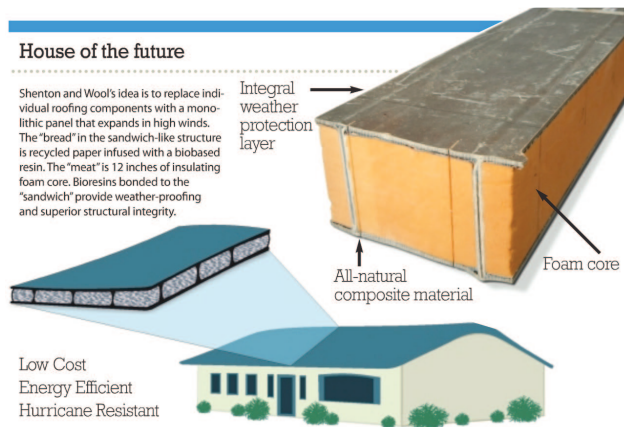 House of the future
Shenton and Wool's idea is to replace indi-
vidual roofing components with a mono-
lithic panel that expands in high winds.
The "bread" in the sandwich-like structure
is recycled paper infused with a biobased
resin. The "meat" is 12 inches of insulating
foam core. Bioresins bonded to the
"sandwich" provide weather-proofing
and superior structural integrity.
Integral
weather
protection
layer
All-natural
composite material
Foam core
Low Cost
Energy Efficient
Hurricane Resistant